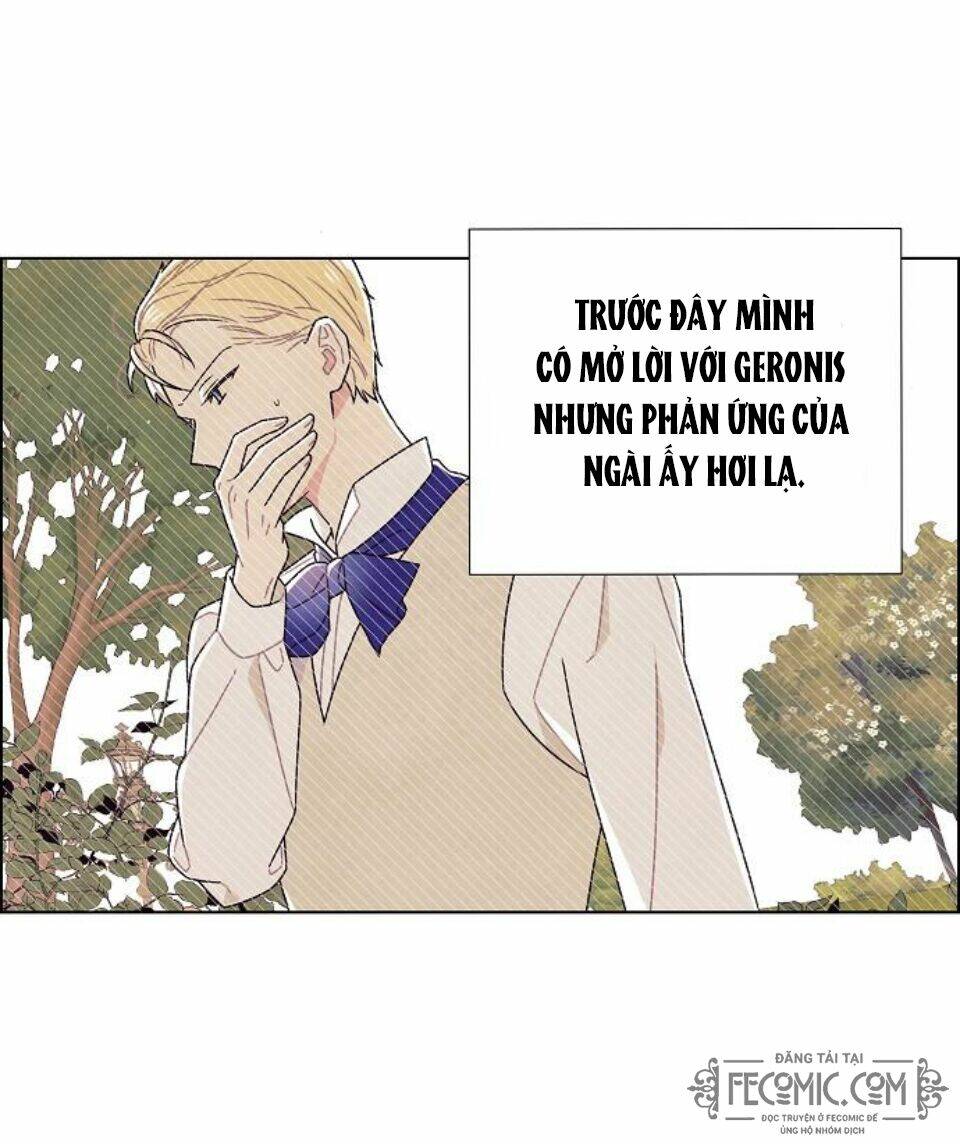 TRƯỚC ĐÂY MÌNH
CÓ MỞ LỜI VỚI GERONIS
NHƯNG PHẢN ỨNG CỦA
NGÀI ẤY HƠI LẠ.
ĐĂNG TẢI TẠI
FECOMIC.COM
ĐỌC TRUYỆN Ở FECOMIC ĐỂ
ỦNG HỘ NHÓM DỊCH